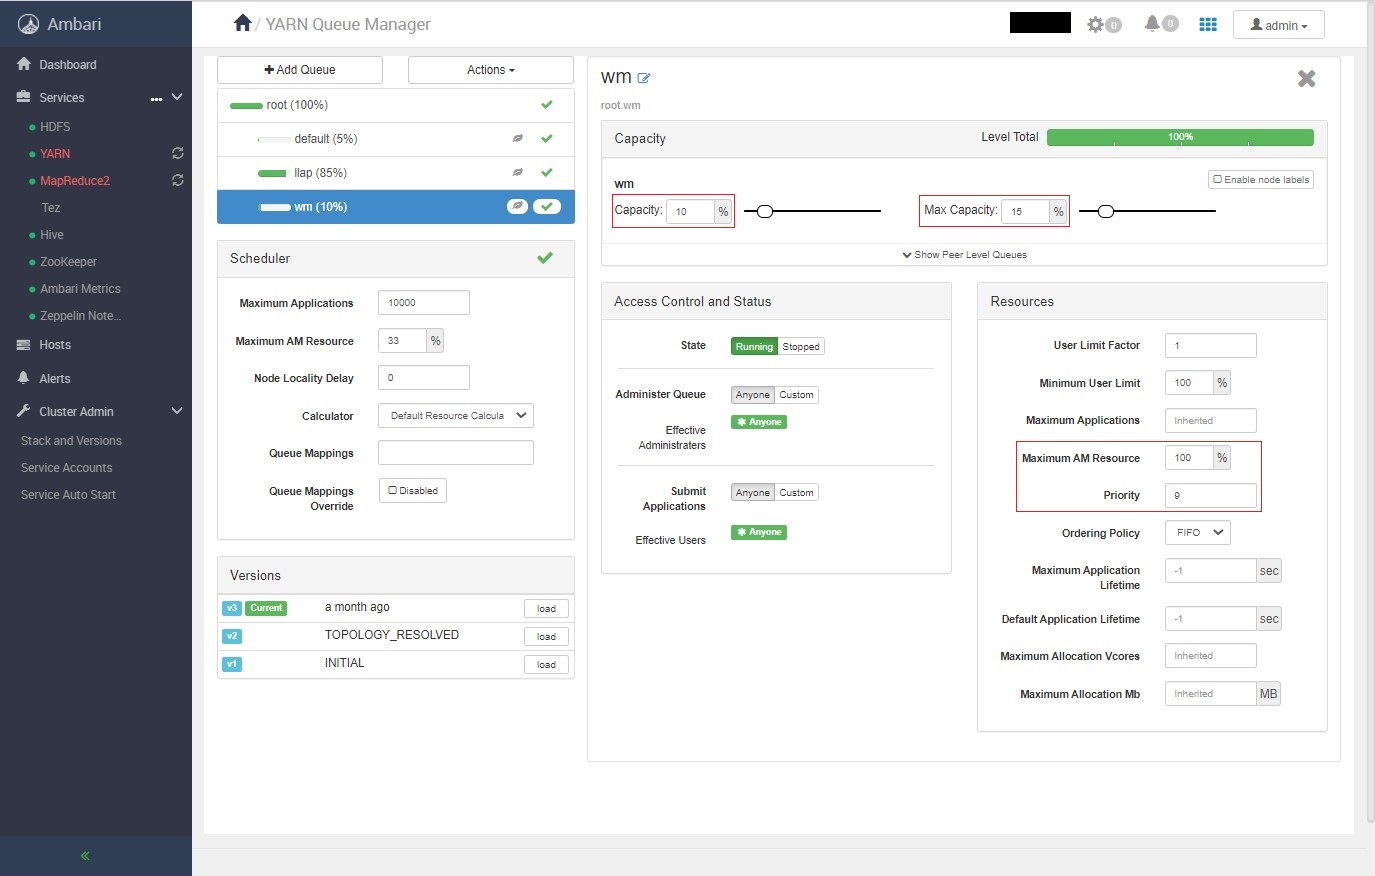 Ambari
/ YARN Queue Manager
0
0
admin
Dashboard
Services
HDFS
YARN
MapReduce2
Tez
Hive
ZooKeeper
Ambari Metrics
Zeppelin Note...
Hosts
Alerts
Cluster Admin
Stack and Versions
Service Accounts
Service Auto Start
«
+ Add Queue
Actions
root (100%)
default (5%)
llap (85%)
wm (10%)
Scheduler
Maximum Applications 10000
Maximum AM Resource 33 %
Node Locality Delay 0
Calculator Default Resource Calcula
Queue Mappings
Queue Mappings Override Disabled
Versions
v3 Current a month ago load
v2 TOPOLOGY_RESOLVED load
v1 INITIAL load
wm
root.wm
Capacity
Level Total 100%
wm
Enable node labels
Capacity: 10 %
Max Capacity: 15 %
Show Peer Level Queues
Access Control and Status
State Running Stopped
Administer Queue Anyone Custom
Effective Administraters Anyone
Submit Applications Anyone Custom
Effective Users Anyone
Resources
User Limit Factor 1
Minimum User Limit 100 %
Maximum Applications Inherited
Maximum AM Resource 100 %
Priority 9
Ordering Policy FIFO
Maximum Application Lifetime -1 sec
Default Application Lifetime -1 sec
Maximum Allocation Vcores Inherited
Maximum Allocation Mb Inherited MB